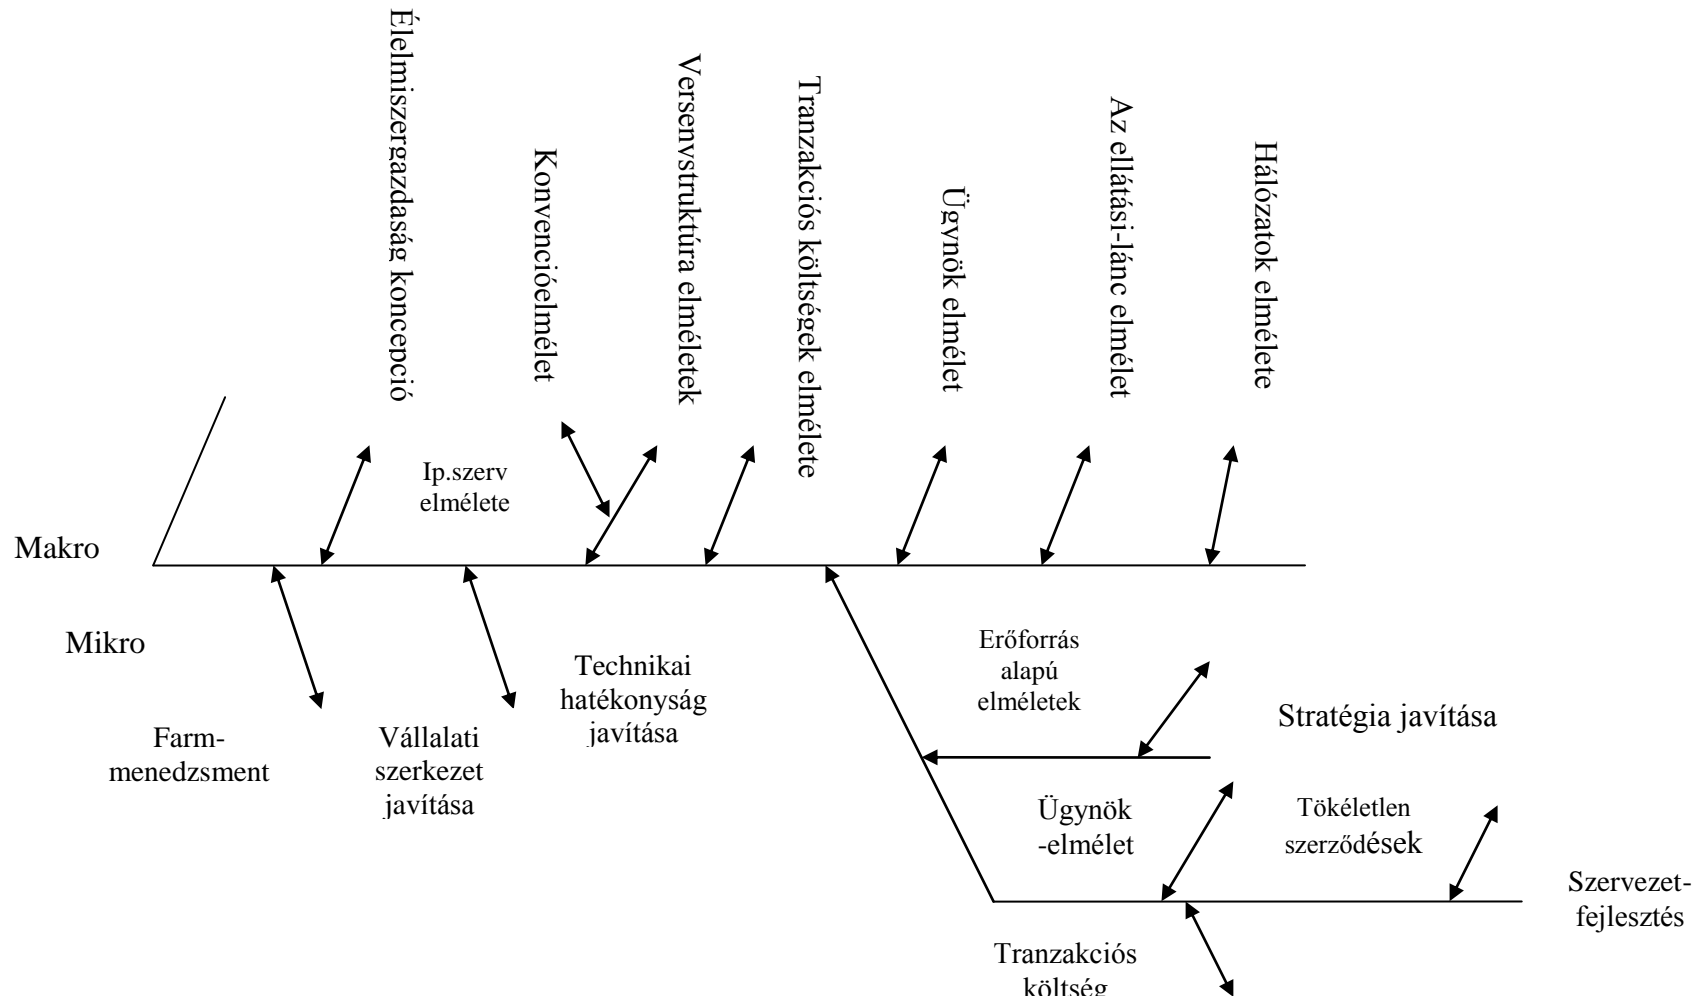 Élelmiszergazdaság koncepció
Konvencióelmélet
Versenystruktúra elméletek
Tranzakciós költségek elmélete
Ügynök elmélet
Az ellátási-lánc elmélet
Hálózatok elmélete
Ip.szerv
elmélete
Makro
Mikro
Farm-
menedzsment
Vállalati
szerkezet
javítása
Technikai
hatékonyság
javítása
Erőforrás
alapú
elméletek
Stratégia javítása
Ügynök
-elmélet
Tökéletlen
szerződések
Szervezet-
fejlesztés
Tranzakciós
költség